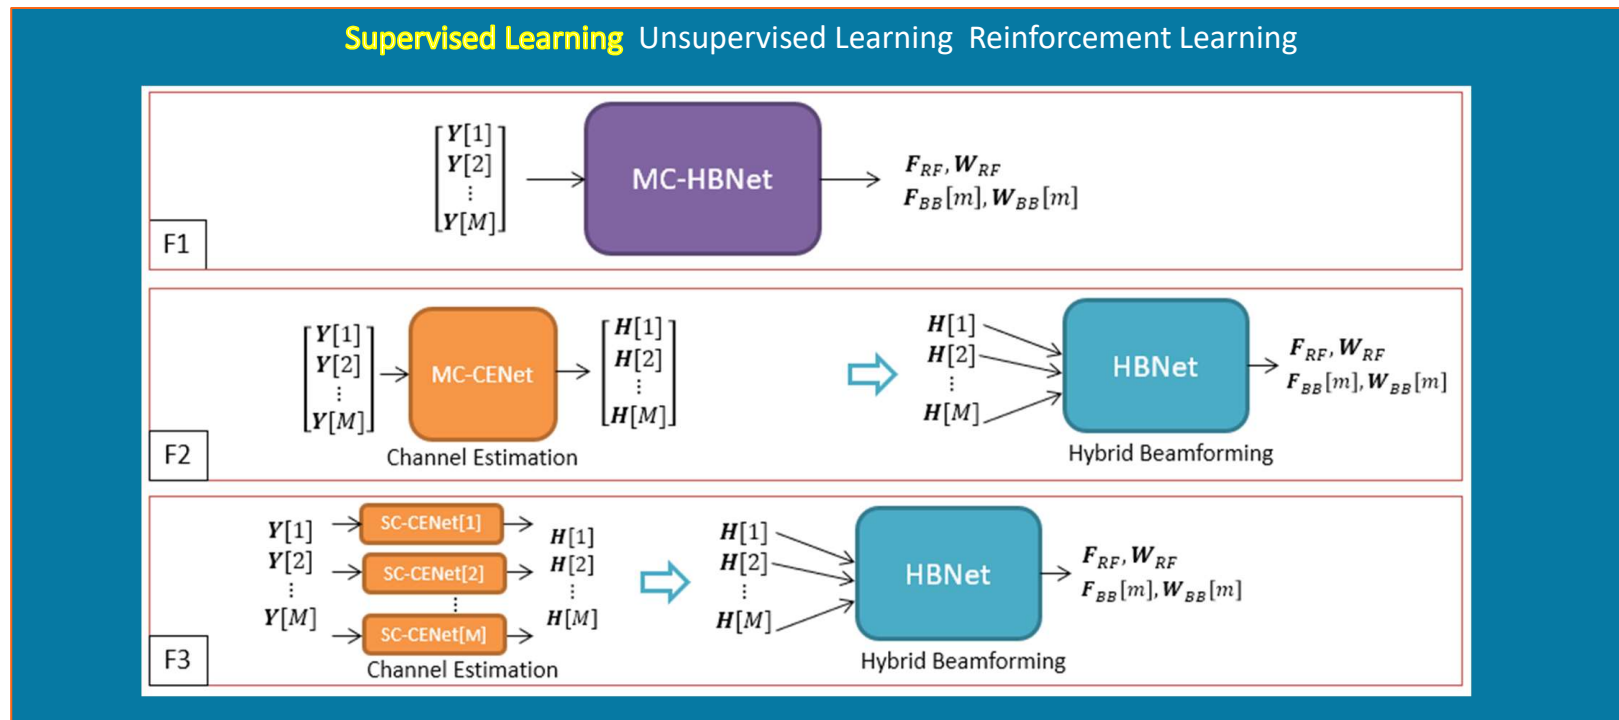 Supervised Learning Unsupervised Learning Reinforcement Learning
Y[1]
Y[2]
⋮
Y[M]
MC-HBNet
F_RF, W_RF
F_BB[m], W_BB[m]
F1
Y[1]
Y[2]
⋮
Y[M]
MC-CENet
Channel Estimation
H[1]
H[2]
⋮
H[M]
H[1]
H[2]
⋮
H[M]
HBNet
Hybrid Beamforming
F_RF, W_RF
F_BB[m], W_BB[m]
F2
Y[1]
Y[2]
⋮
Y[M]
SC-CENet[1]
SC-CENet[2]
⋮
SC-CENet[M]
Channel Estimation
H[1]
H[2]
⋮
H[M]
H[1]
H[2]
⋮
H[M]
HBNet
Hybrid Beamforming
F_RF, W_RF
F_BB[m], W_BB[m]
F3